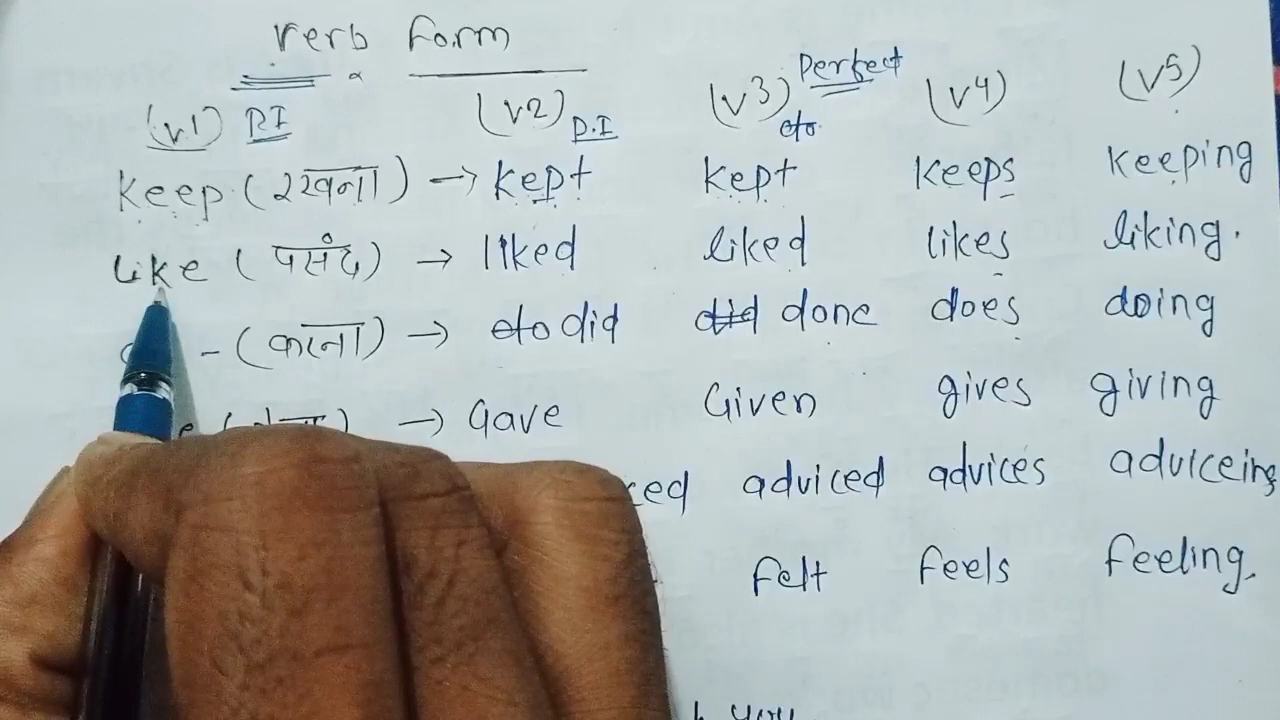 Verb form
(v1) P.I (v2) P.I (v3) Perfect (v4) (v5)
keep (रखना) → kept kept keeps keeping
like (पसंद) → liked liked likes liking.
- (करना) → did done does doing
→ Gave Given gives giving
adviced advices adviceing
felt feels feeling.
you